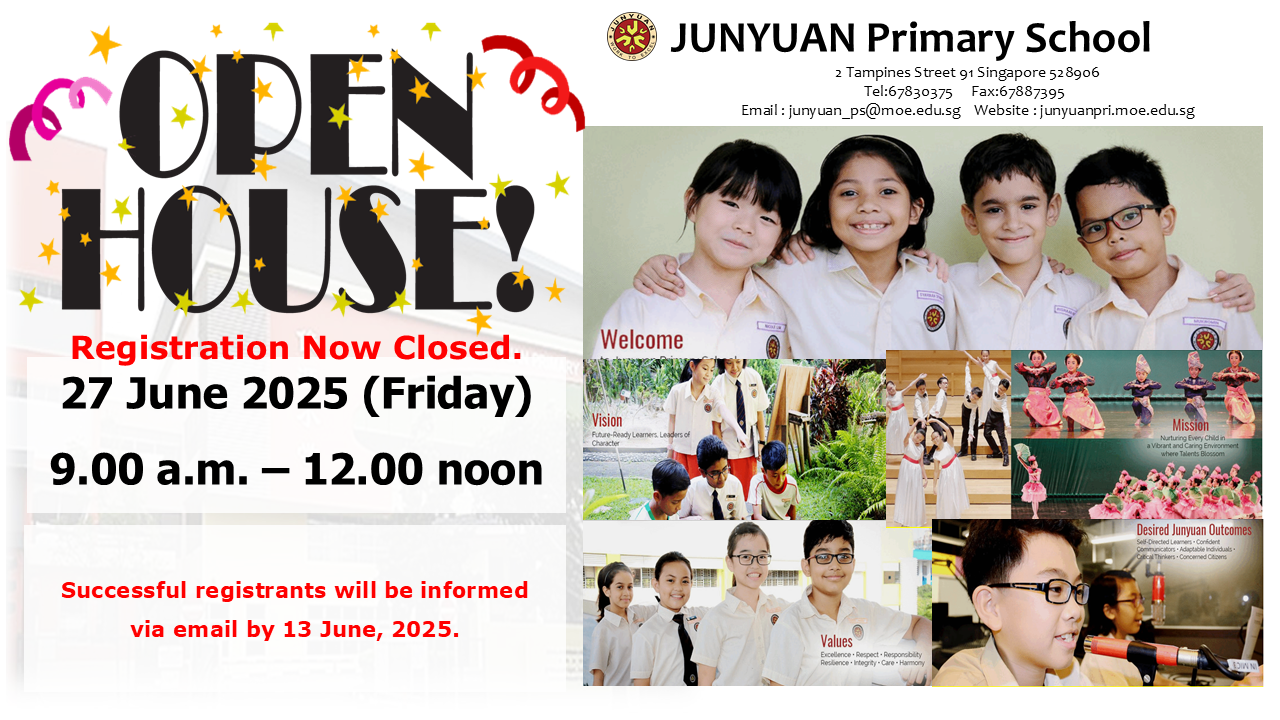 OPEN
HOUSE!
Registration Now Closed.
27 June 2025 (Friday)
9.00 a.m. – 12.00 noon
Successful registrants will be informed
via email by 13 June, 2025.
JUNYUAN
WORK TO EXCEL
JUNYUAN Primary School
2 Tampines Street 91 Singapore 528906
Tel:67830375 Fax:67887395
Email : junyuan_ps@moe.edu.sg Website : junyuanpri.moe.edu.sg
Welcome
Vision
Future-Ready Learners, Leaders of
Character
Mission
Nurturing Every Child in
a Vibrant and Caring Environment
where Talents Blossom
Values
Excellence • Respect • Responsibility
Resilience • Integrity • Care • Harmony
Desired Junyuan Outcomes
Self-Directed Learners • Confident
Communicators • Adaptable Individuals •
Critical Thinkers • Concerned Citizens